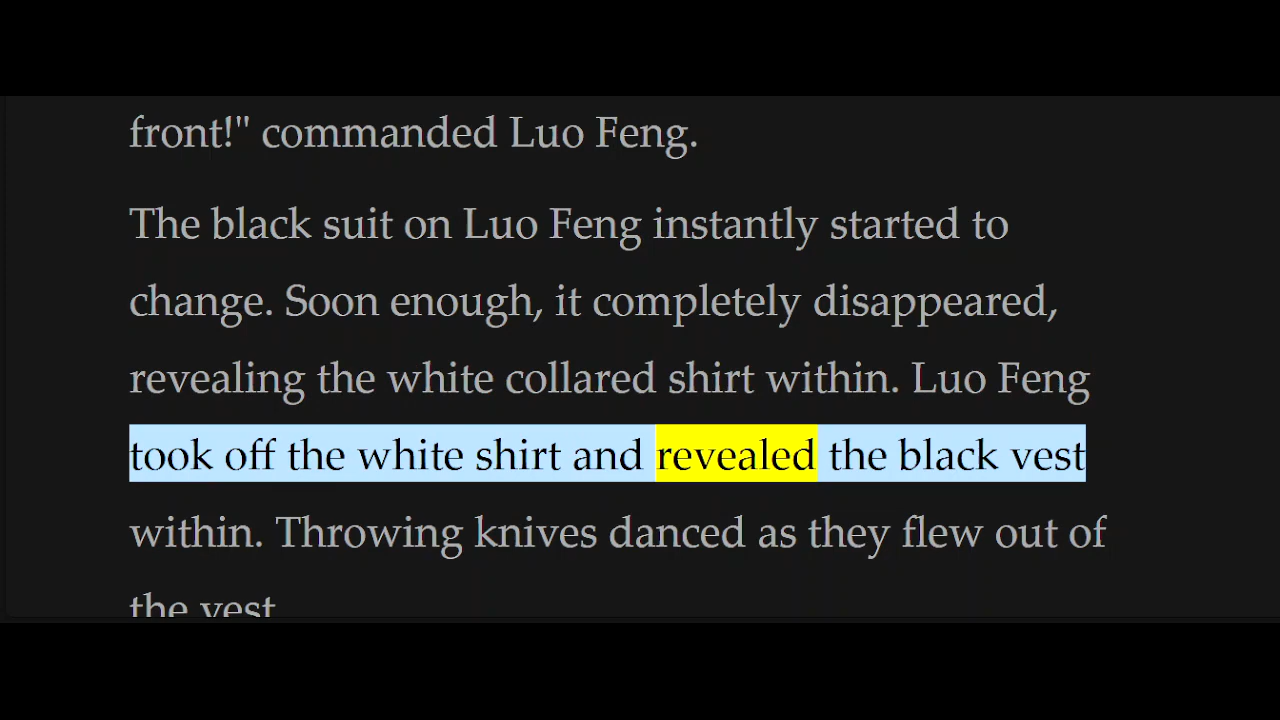 front!" commanded Luo Feng.
The black suit on Luo Feng instantly started to
change. Soon enough, it completely disappeared,
revealing the white collared shirt within. Luo Feng
took off the white shirt and revealed the black vest
within. Throwing knives danced as they flew out of
the vest